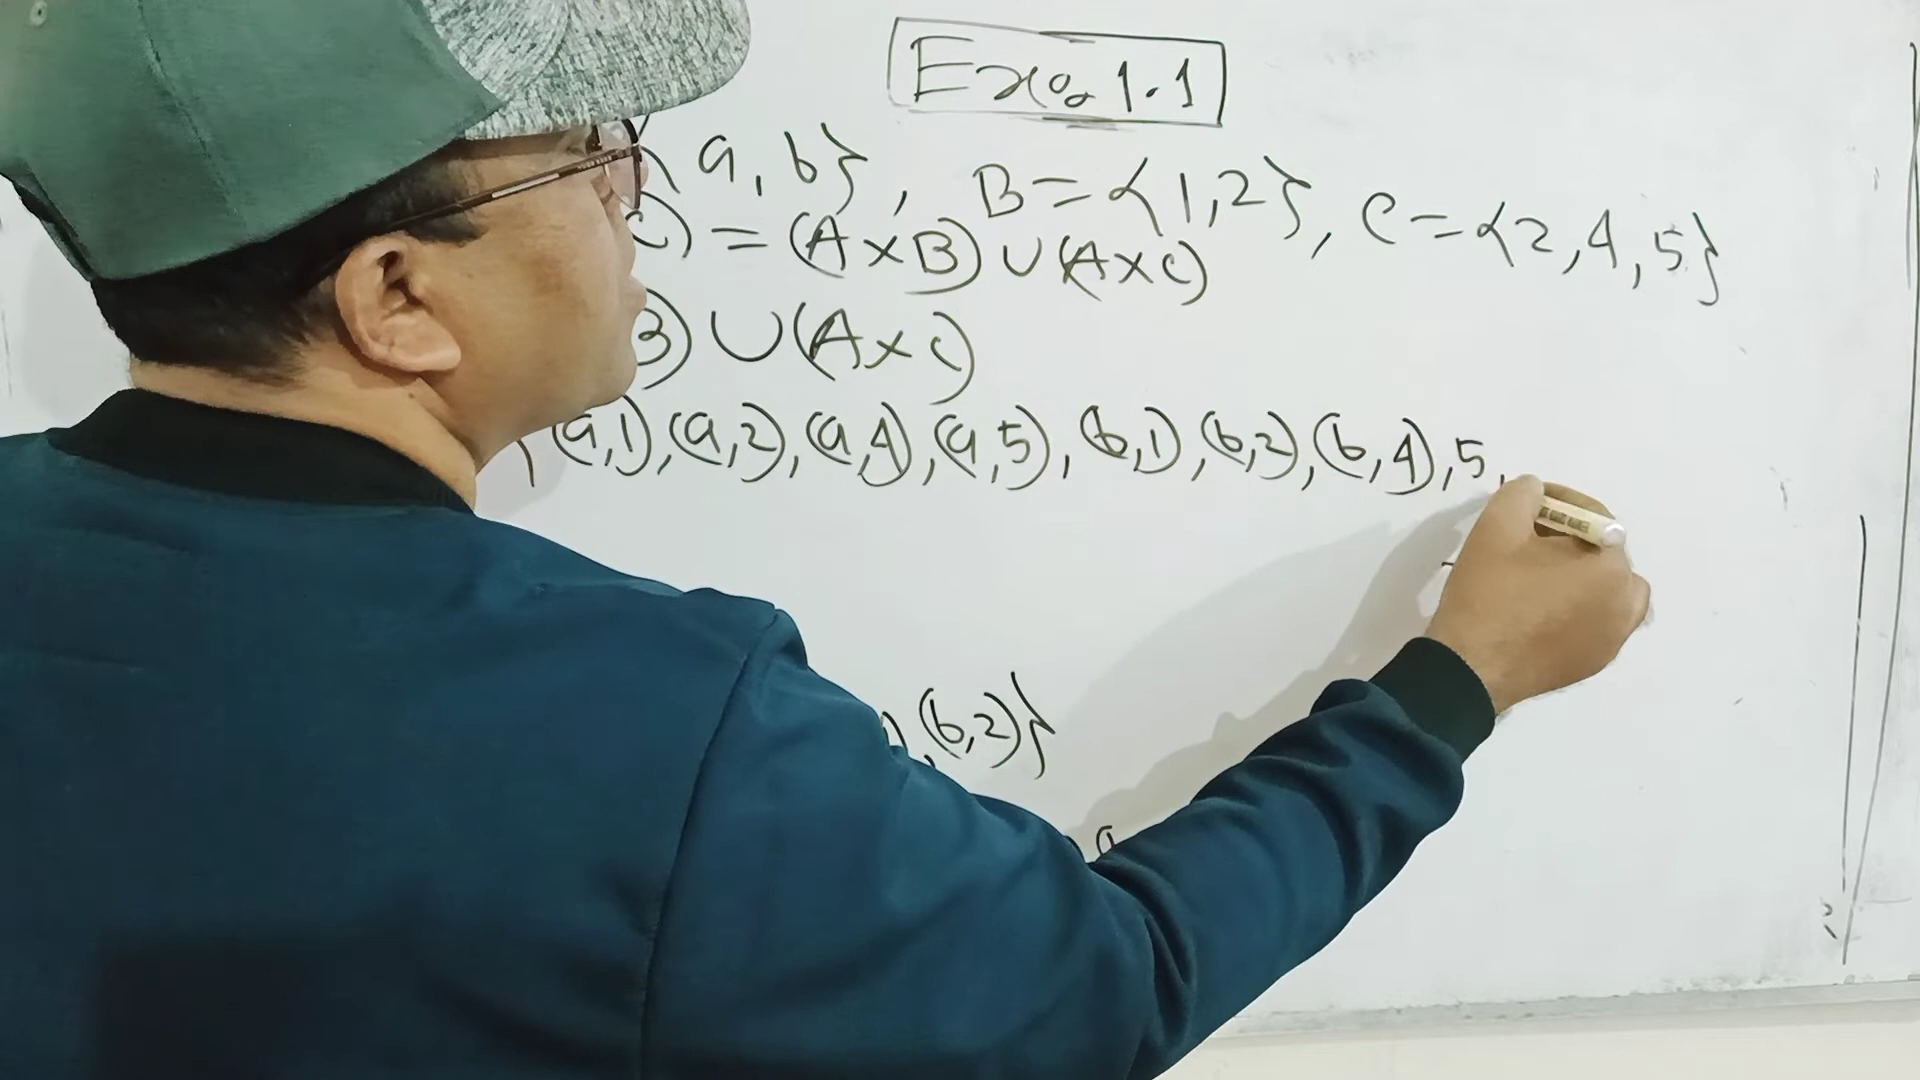 Ex. 1.1
a, b}, B = {1,2}, C = {2,4,5}
C) = (A×B) ∪ (A×C)
B) ∪ (A×C)
{(a,1), (a,2), (a,4), (a,5), (b,1), (b,2), (b,4), 5,
), (b,2)}
a